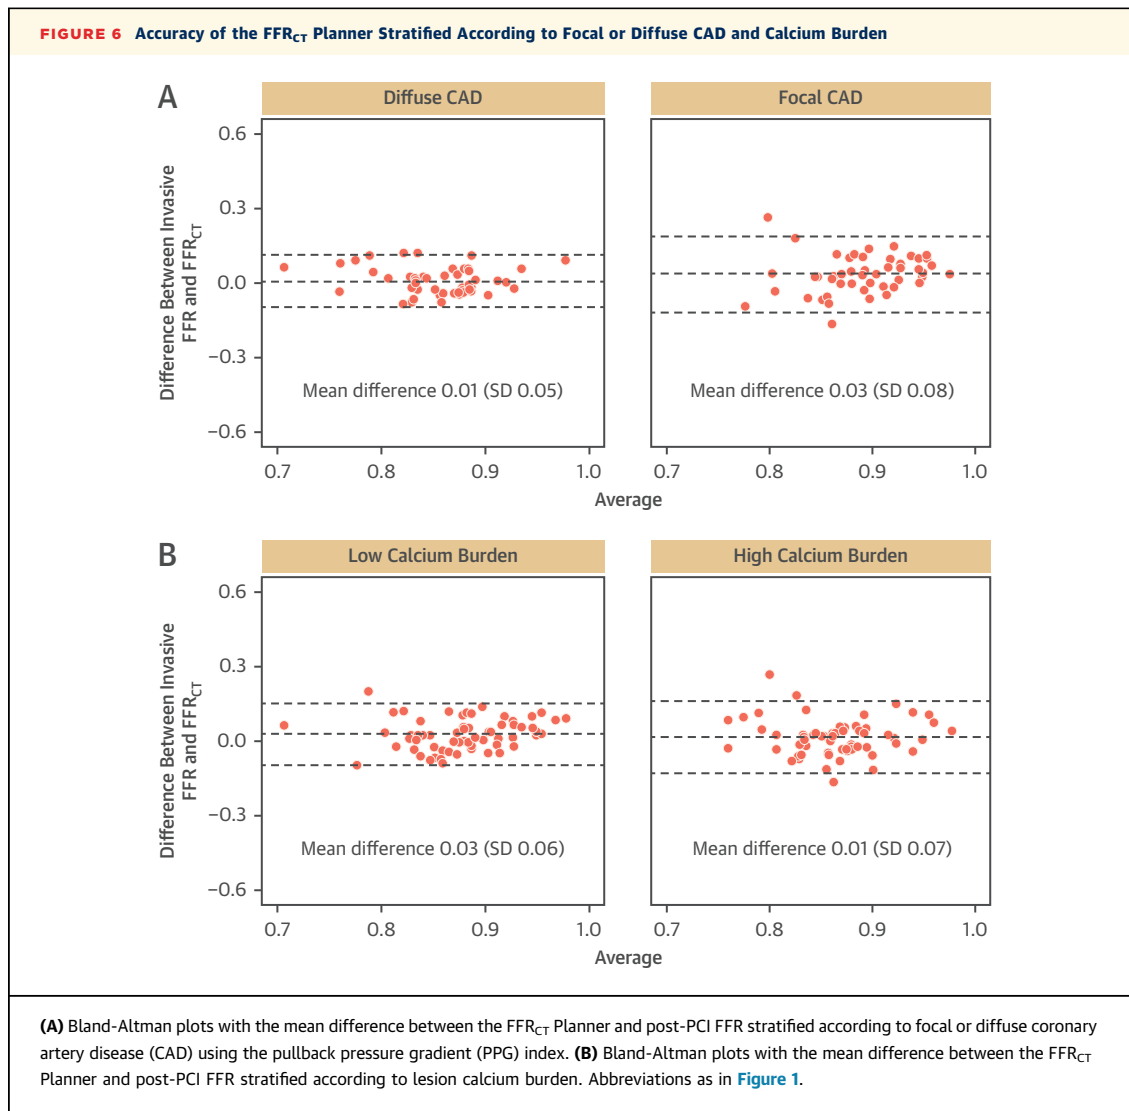 FIGURE 6 Accuracy of the FFRCT Planner Stratified According to Focal or Diffuse CAD and Calcium Burden
A
Diffuse CAD
Focal CAD
Difference Between Invasive
FFR and FFRCT
0.6
0.3
0.0
−0.3
−0.6
Mean difference 0.01 (SD 0.05)
Mean difference 0.03 (SD 0.08)
0.7 0.8 0.9 1.0
0.7 0.8 0.9 1.0
Average
B
Low Calcium Burden
High Calcium Burden
Difference Between Invasive
FFR and FFRCT
0.6
0.3
0.0
−0.3
−0.6
Mean difference 0.03 (SD 0.06)
Mean difference 0.01 (SD 0.07)
0.7 0.8 0.9 1.0
0.7 0.8 0.9 1.0
Average
(A) Bland-Altman plots with the mean difference between the FFRCT Planner and post-PCI FFR stratified according to focal or diffuse coronary
artery disease (CAD) using the pullback pressure gradient (PPG) index. (B) Bland-Altman plots with the mean difference between the FFRCT
Planner and post-PCI FFR stratified according to lesion calcium burden. Abbreviations as in Figure 1.